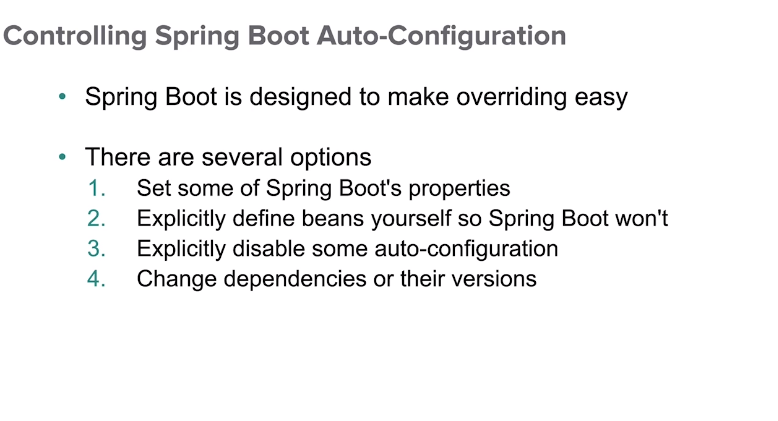 Controlling Spring Boot Auto-Configuration
• Spring Boot is designed to make overriding easy
• There are several options
1. Set some of Spring Boot's properties
2. Explicitly define beans yourself so Spring Boot won't
3. Explicitly disable some auto-configuration
4. Change dependencies or their versions